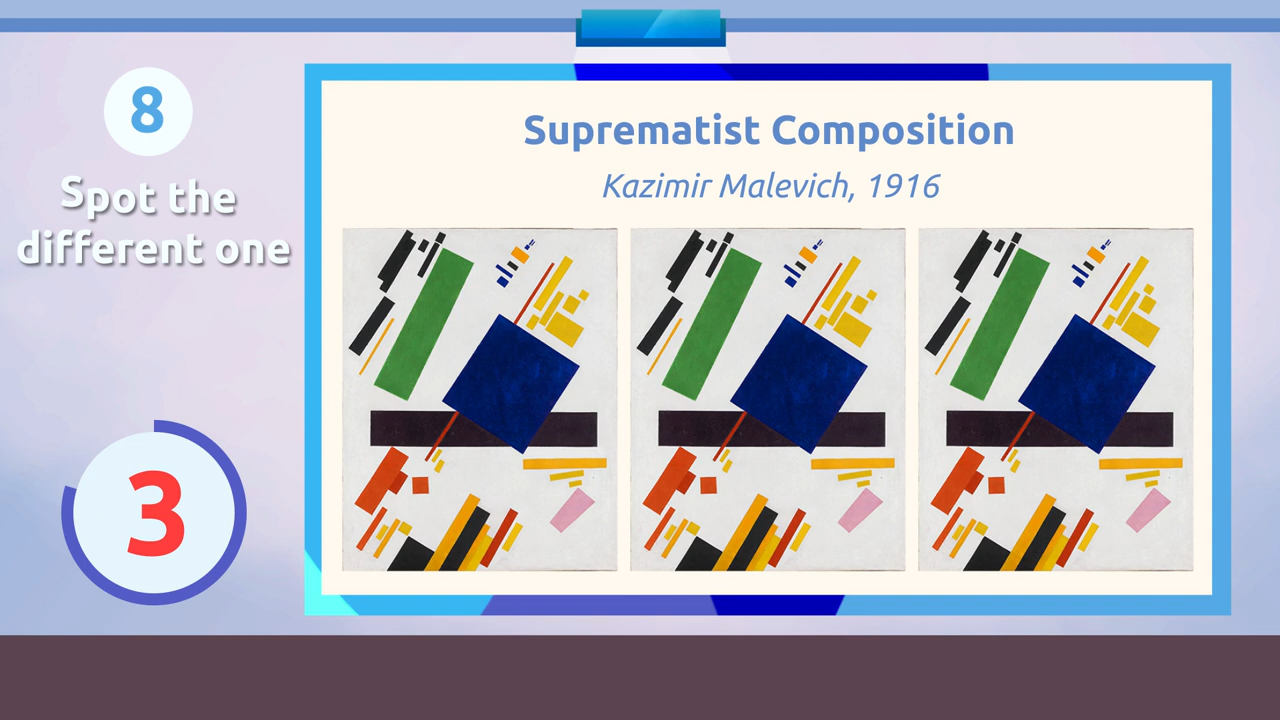 8
Spot the
different one
3
Suprematist Composition
Kazimir Malevich, 1916